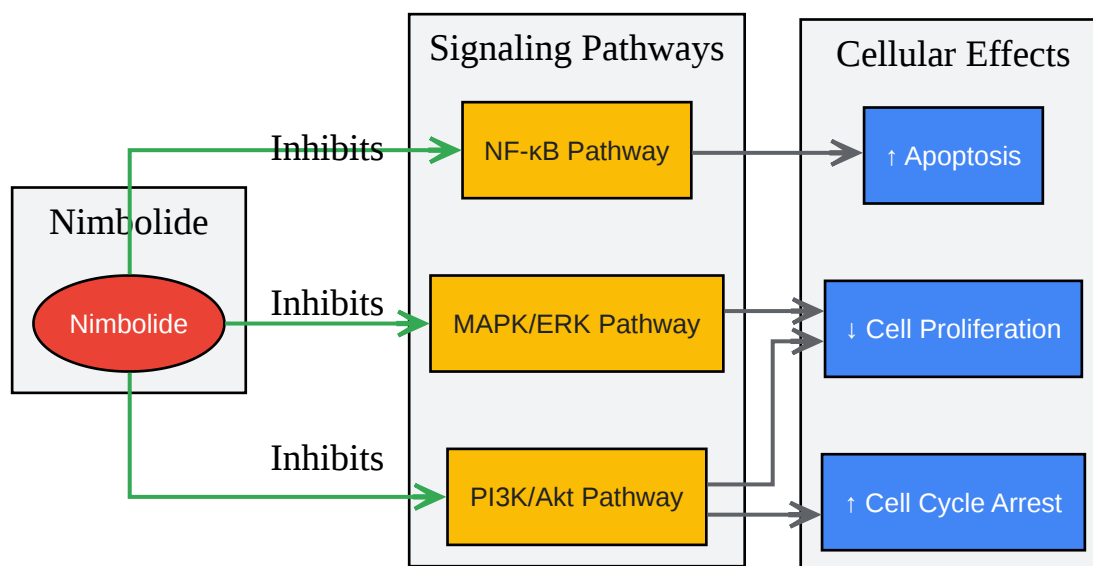 Signaling Pathways
Cellular Effects
Inhibits
NF-κB Pathway
↑ Apoptosis
Nimbolide
Nimbolide
Inhibits
MAPK/ERK Pathway
↓ Cell Proliferation
Inhibits
PI3K/Akt Pathway
↑ Cell Cycle Arrest